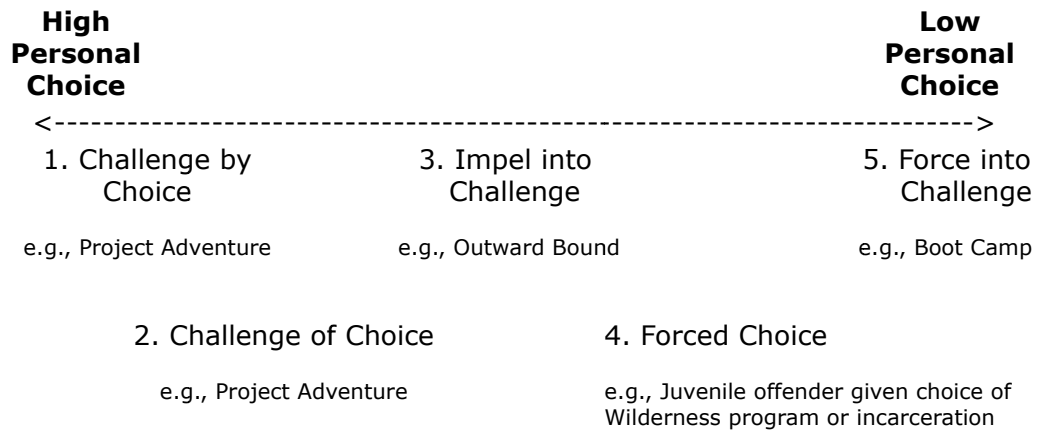 High
Personal
Choice
Low
Personal
Choice
<---------------------------------------------------------------------------->
1. Challenge by
Choice
3. Impel into
Challenge
5. Force into
Challenge
e.g., Project Adventure
e.g., Outward Bound
e.g., Boot Camp
2. Challenge of Choice
4. Forced Choice
e.g., Project Adventure
e.g., Juvenile offender given choice of
Wilderness program or incarceration